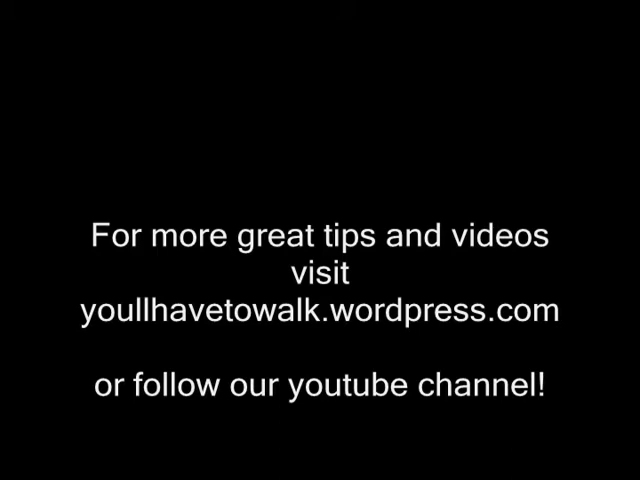 For more great tips and videos
visit
youllhavetowalk.wordpress.com
or follow our youtube channel!